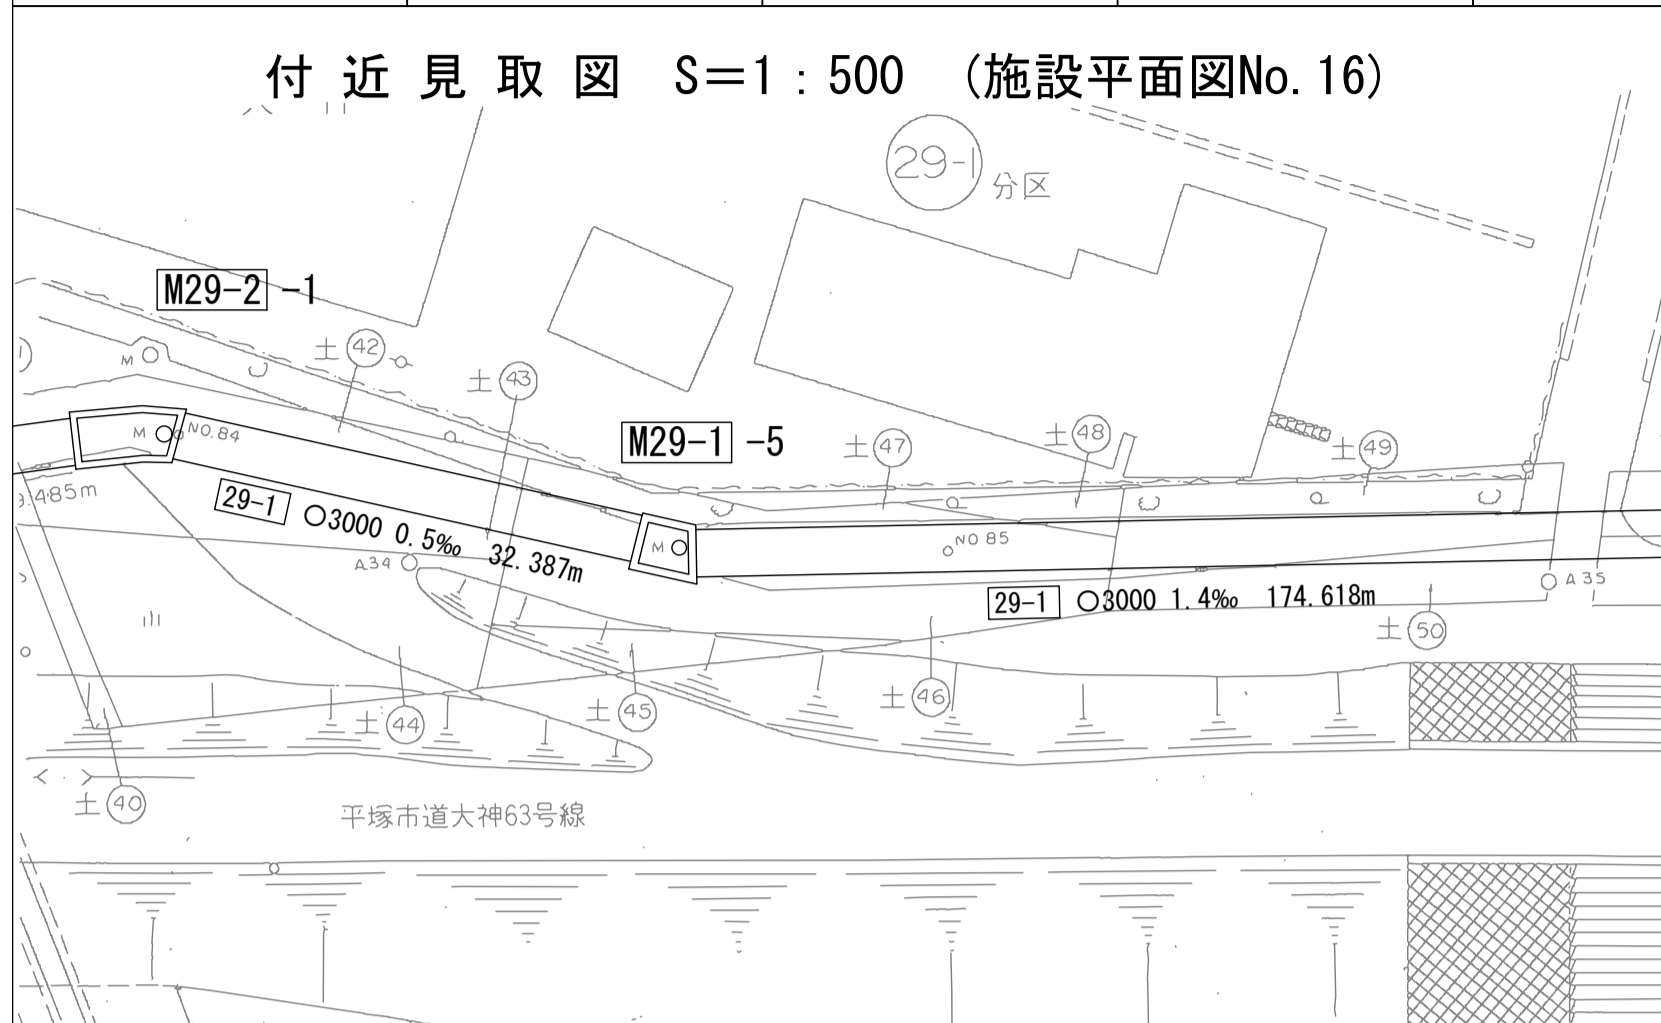 付近見取図 S=1:500 (施設平面図No.16)
29-1 分区
M29-2 -1
土 42
土 43
M
M NO.84
M29-1 -5
土 47
土 48
土 49
485m
29-1 ○3000 0.5‰ 32.387m
A34
M
NO 85
29-1 ○3000 1.4‰ 174.618m
A35
土 50
土 44
土 45
土 46
土 40
平塚市道大神63号線